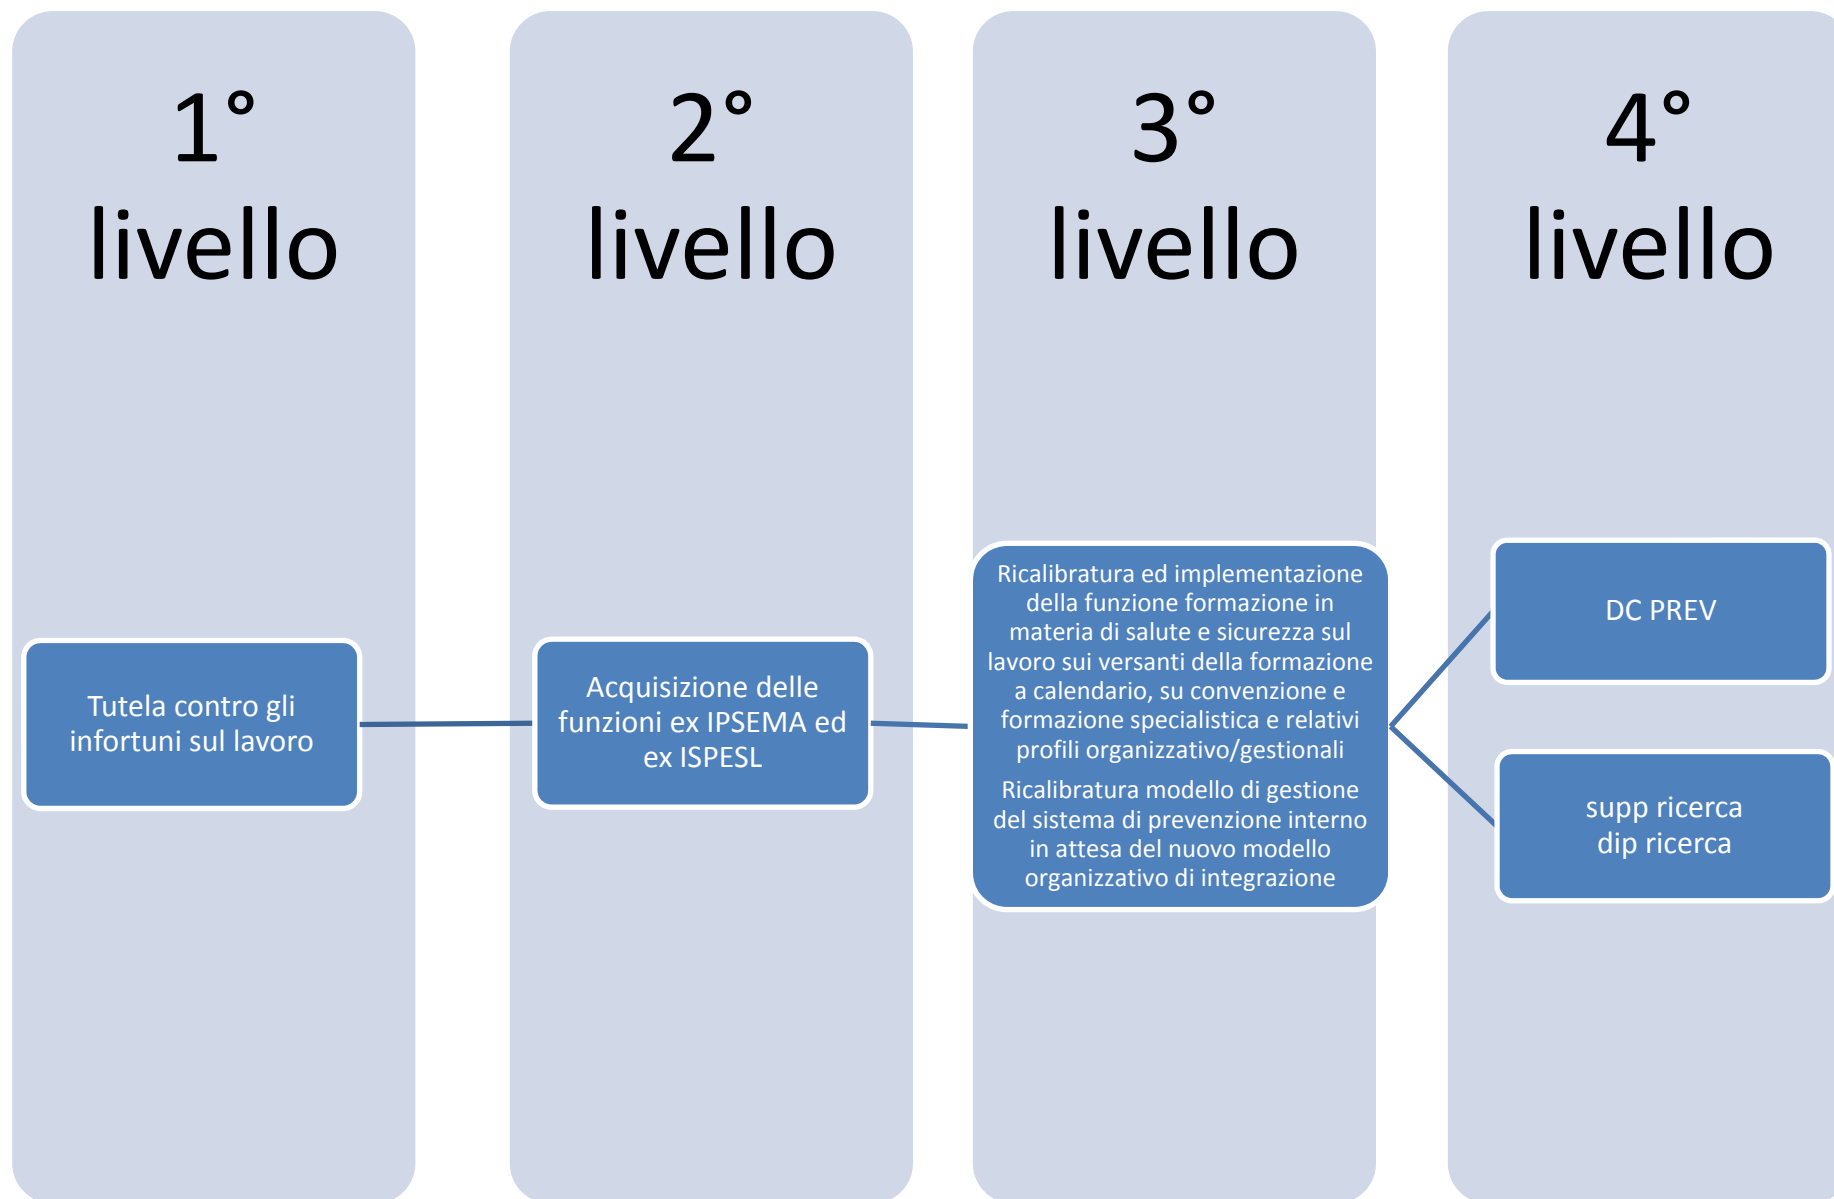 1°
livello
2°
livello
3°
livello
4°
livello
Tutela contro gli
infortuni sul lavoro
Acquisizione delle
funzioni ex IPSEMA ed
ex ISPESL
Ricalibratura ed implementazione
della funzione formazione in
materia di salute e sicurezza sul
lavoro sui versanti della formazione
a calendario, su convenzione e
formazione specialistica e relativi
profili organizzativo/gestionali
Ricalibratura modello di gestione
del sistema di prevenzione interno
in attesa del nuovo modello
organizzativo di integrazione
DC PREV
supp ricerca
dip ricerca